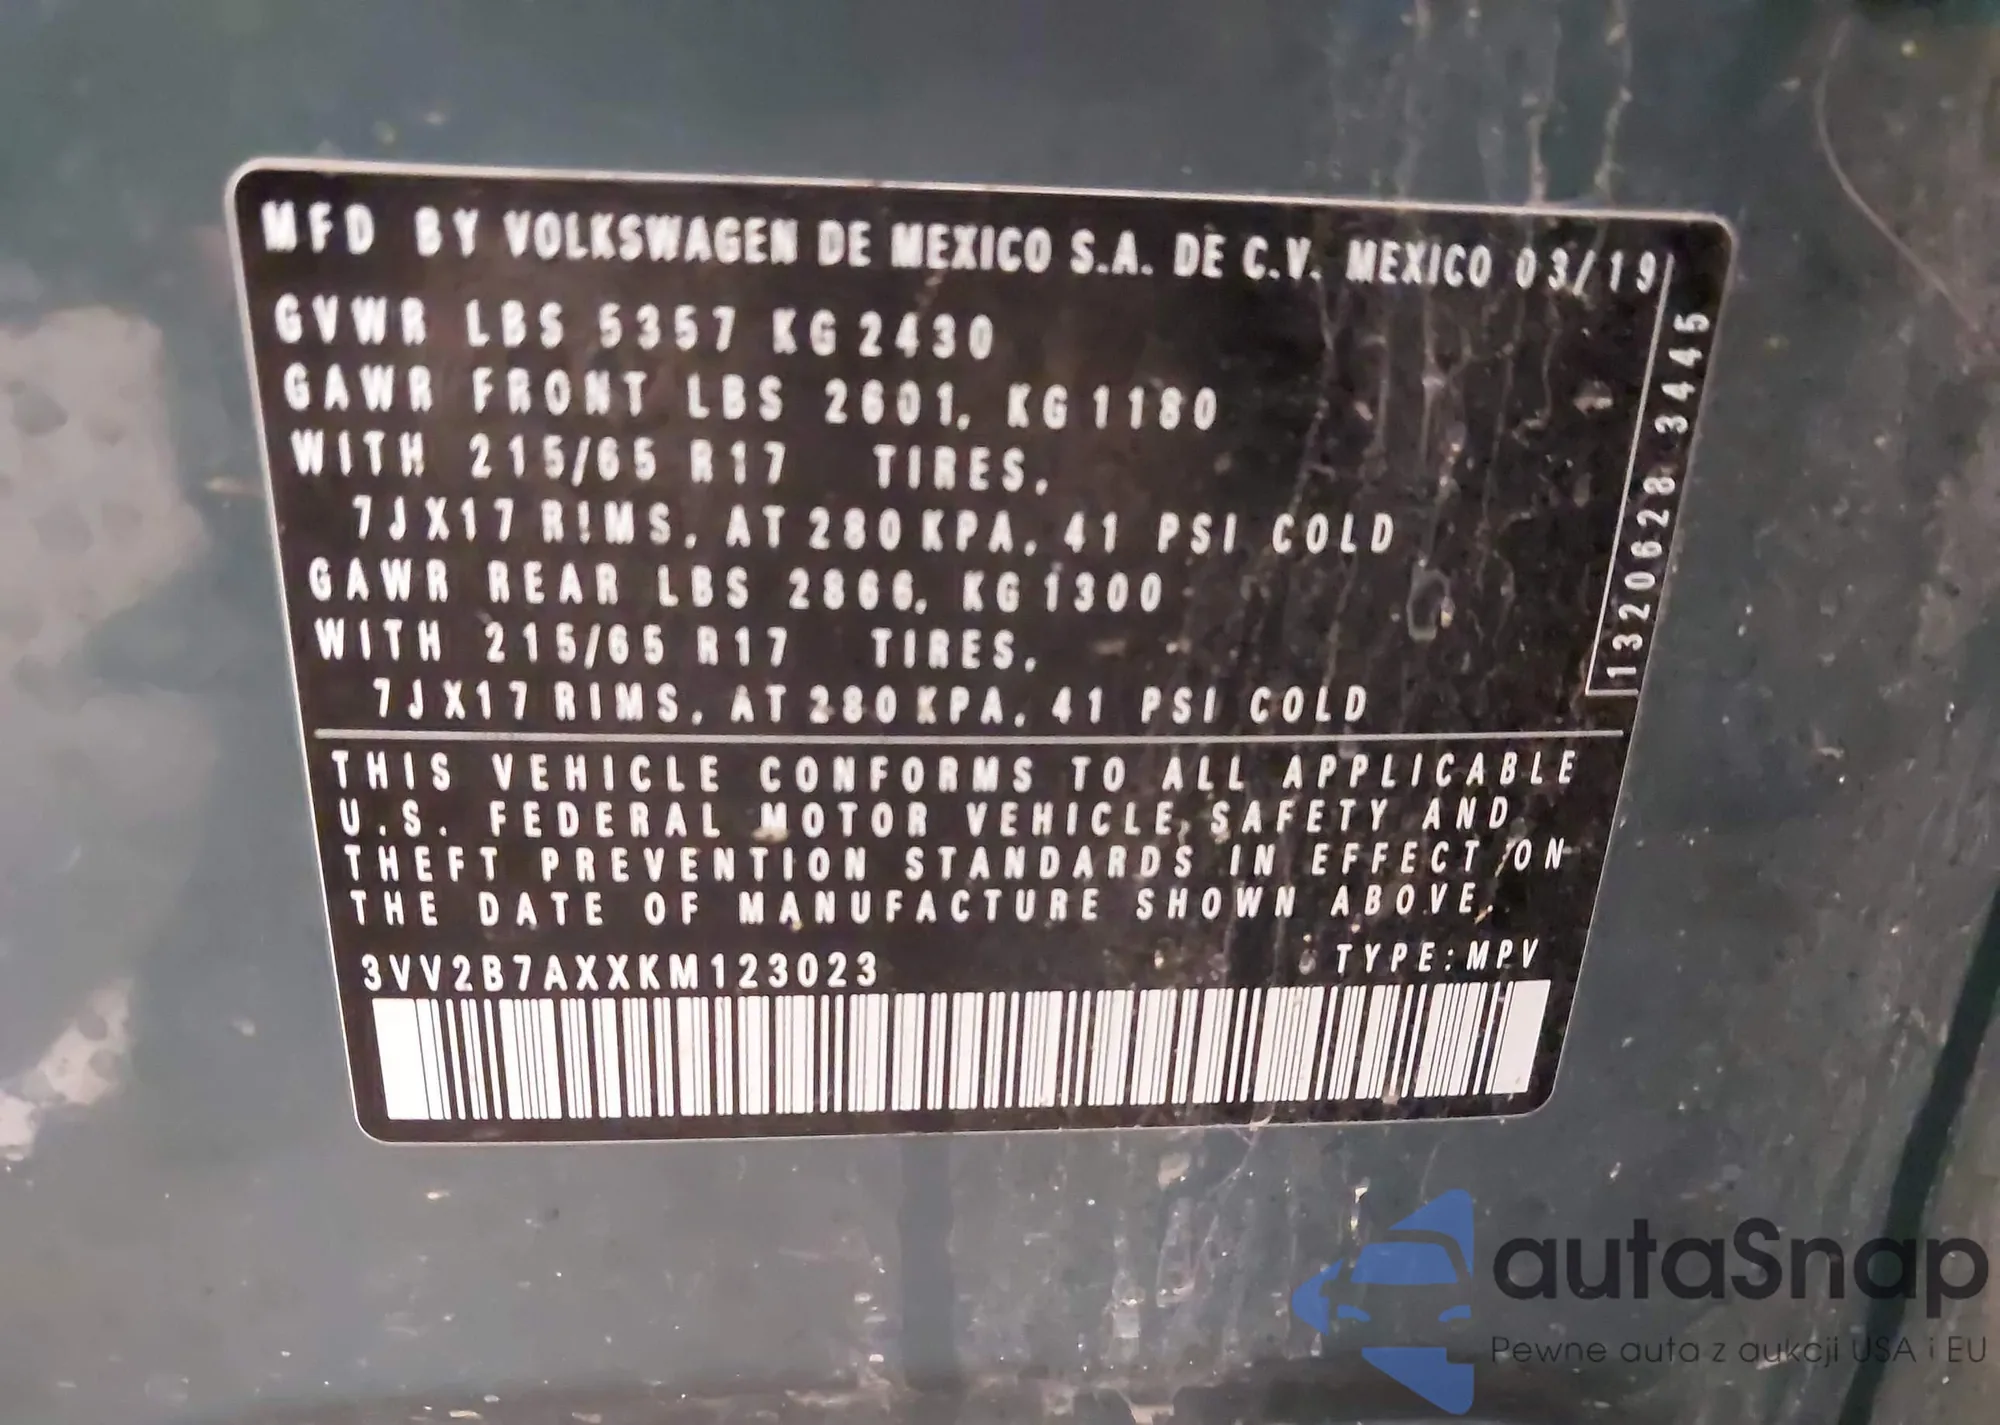 MFD BY VOLKSWAGEN DE MEXICO S.A. DE C.V. MEXICO 03/19
GVWR LBS 5357 KG 2430
GAWR FRONT LBS 2601, KG 1180
WITH 215/65 R17 TIRES,
7JX17 RIMS, AT 280 KPA, 41 PSI COLD
GAWR REAR LBS 2866, KG 1300
WITH 215/65 R17 TIRES,
7JX17 RIMS, AT 280 KPA, 41 PSI COLD
1320628 3445
THIS VEHICLE CONFORMS TO ALL APPLICABLE
U.S. FEDERAL MOTOR VEHICLE SAFETY AND
THEFT PREVENTION STANDARDS IN EFFECT ON
THE DATE OF MANUFACTURE SHOWN ABOVE.
3VV2B7AXXKM123023 TYPE: MPV
autaSnap
Pewne auta z aukcji USA i EU